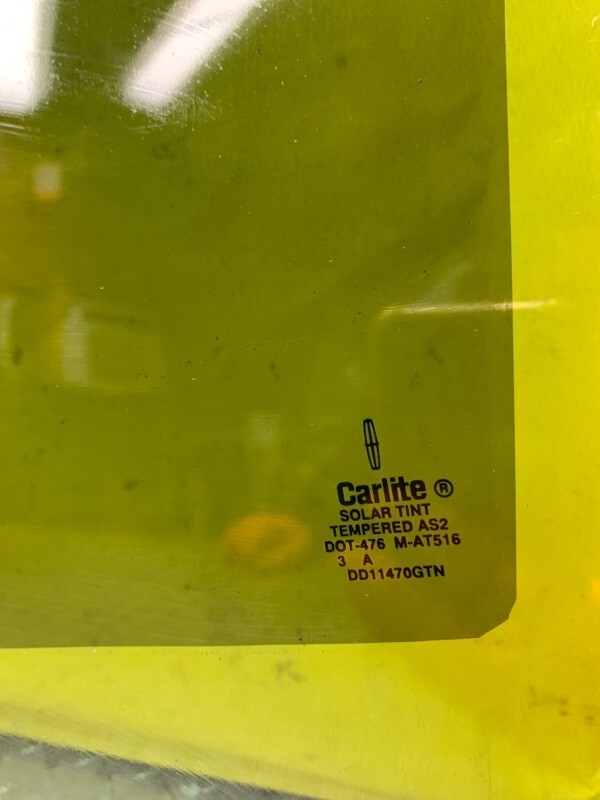 Carlite ®
SOLAR TINT
TEMPERED AS2
DOT-476 M-AT516
3 A
DD11470GTN